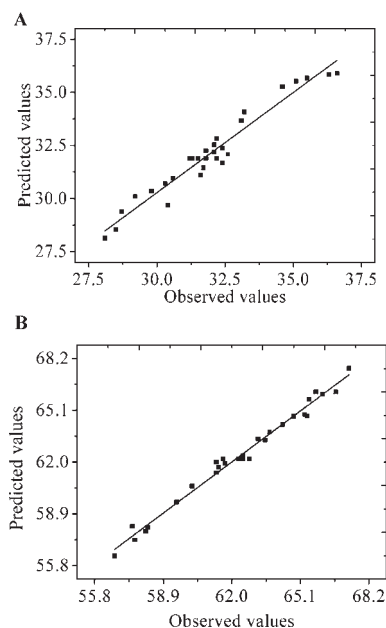 A
37.5
35.0
32.5
30.0
27.5
Predicted values
27.5 30.0 32.5 35.0 37.5
Observed values
B
68.2
65.1
62.0
58.9
55.8
Predicted values
55.8 58.9 62.0 65.1 68.2
Observed values